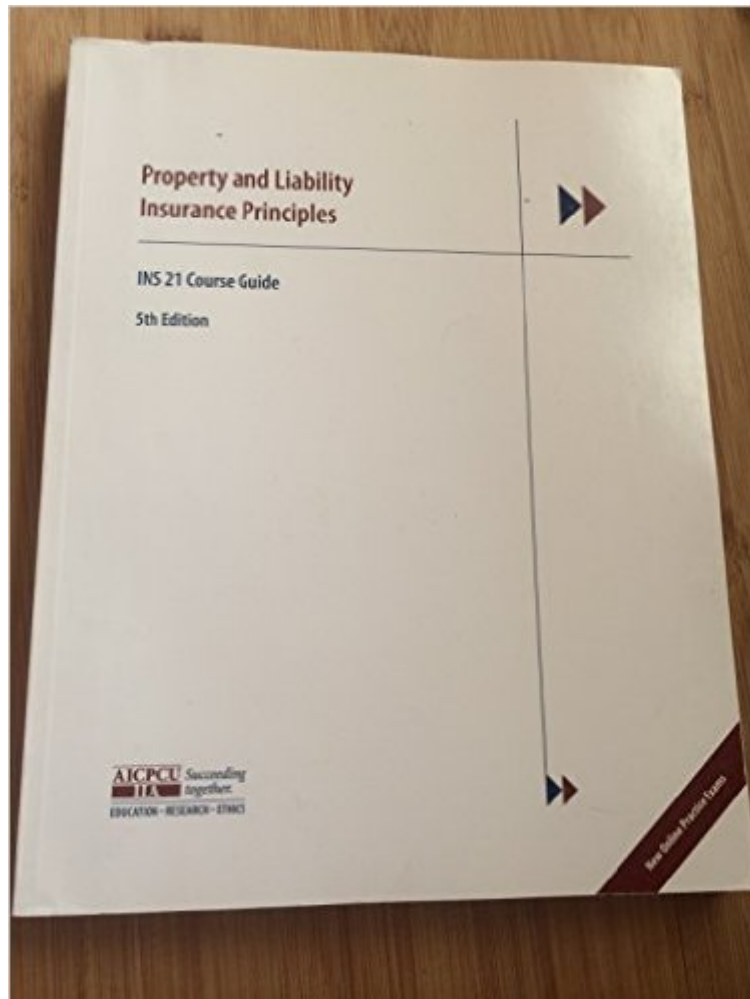 Property and Liability
Insurance Principles
INS 21 Course Guide
5th Edition
AICPCU
IIA
Succeeding
together.
EDUCATION • RESEARCH • ETHICS
New Online Practice Exams